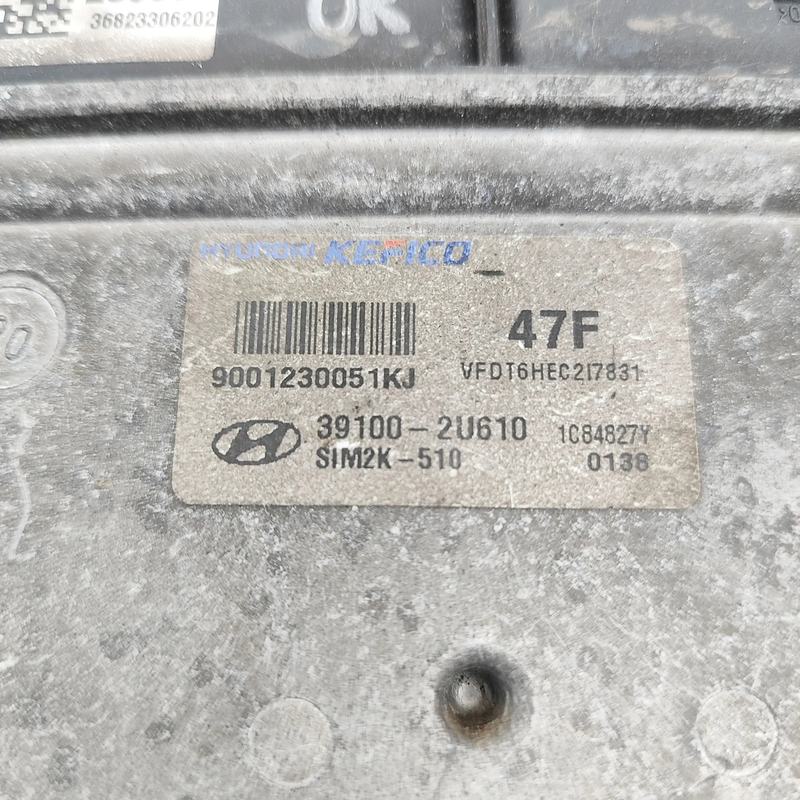 36823306202
OK
HYUNDAI KEFICO
47F
9001230051KJ
VFDT6HEC2I7831
39100-2U610
1C84827Y
SIM2K-510
0138